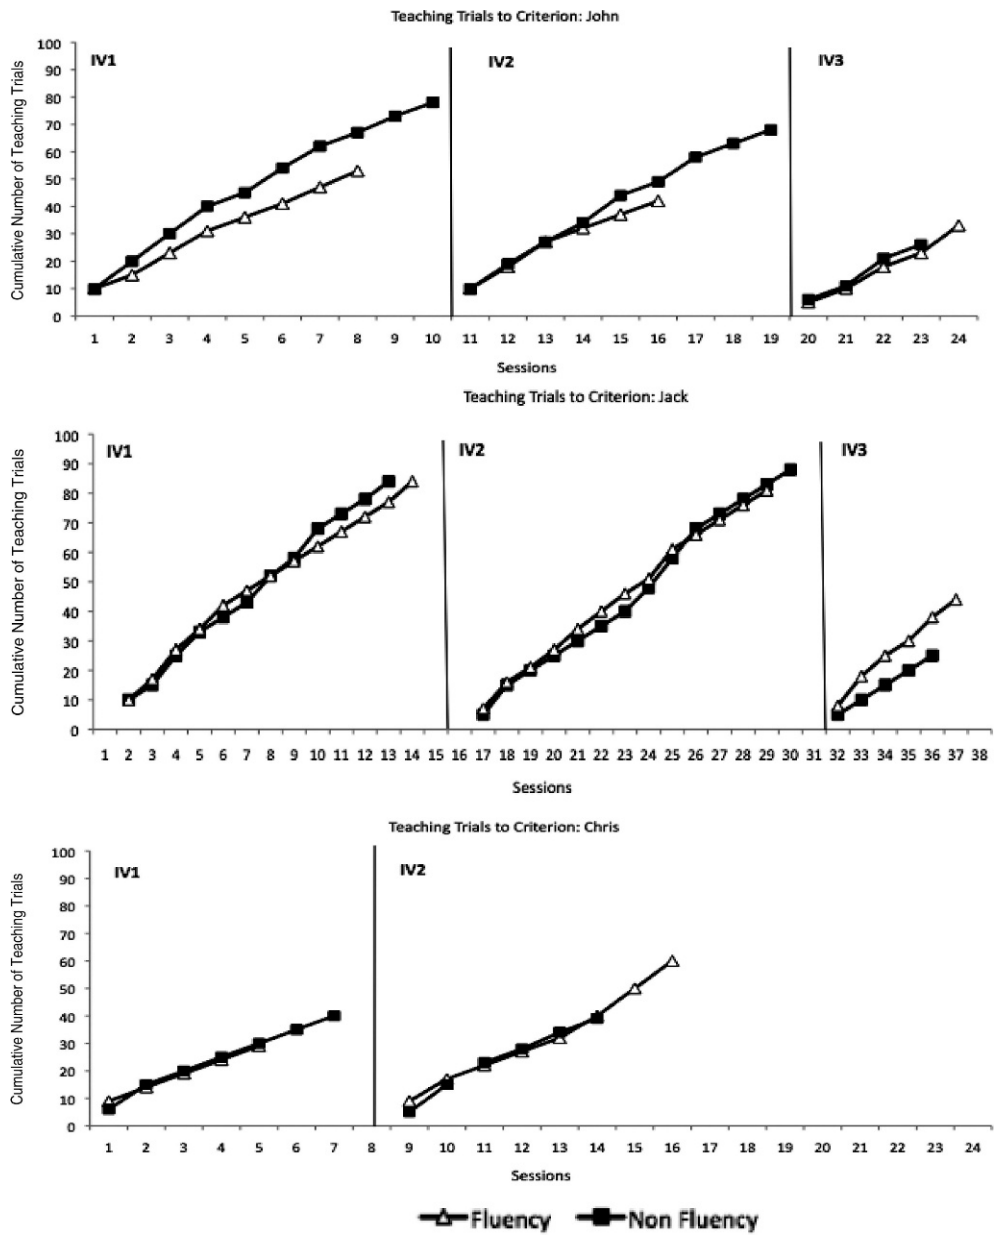 Teaching Trials to Criterion: John
Cumulative Number of Teaching Trials
100
90
80
70
60
50
40
30
20
10
0
IV1
IV2
IV3
1 2 3 4 5 6 7 8 9 10 11 12 13 14 15 16 17 18 19 20 21 22 23 24
Sessions
Teaching Trials to Criterion: Jack
Cumulative Number of Teaching Trials
100
90
80
70
60
50
40
30
20
10
0
IV1
IV2
IV3
1 2 3 4 5 6 7 8 9 10 11 12 13 14 15 16 17 18 19 20 21 22 23 24 25 26 27 28 29 30 31 32 33 34 35 36 37 38
Sessions
Teaching Trials to Criterion: Chris
Cumulative Number of Teaching Trials
100
90
80
70
60
50
40
30
20
10
0
IV1
IV2
1 2 3 4 5 6 7 8 9 10 11 12 13 14 15 16 17 18 19 20 21 22 23 24
Sessions
Fluency Non Fluency